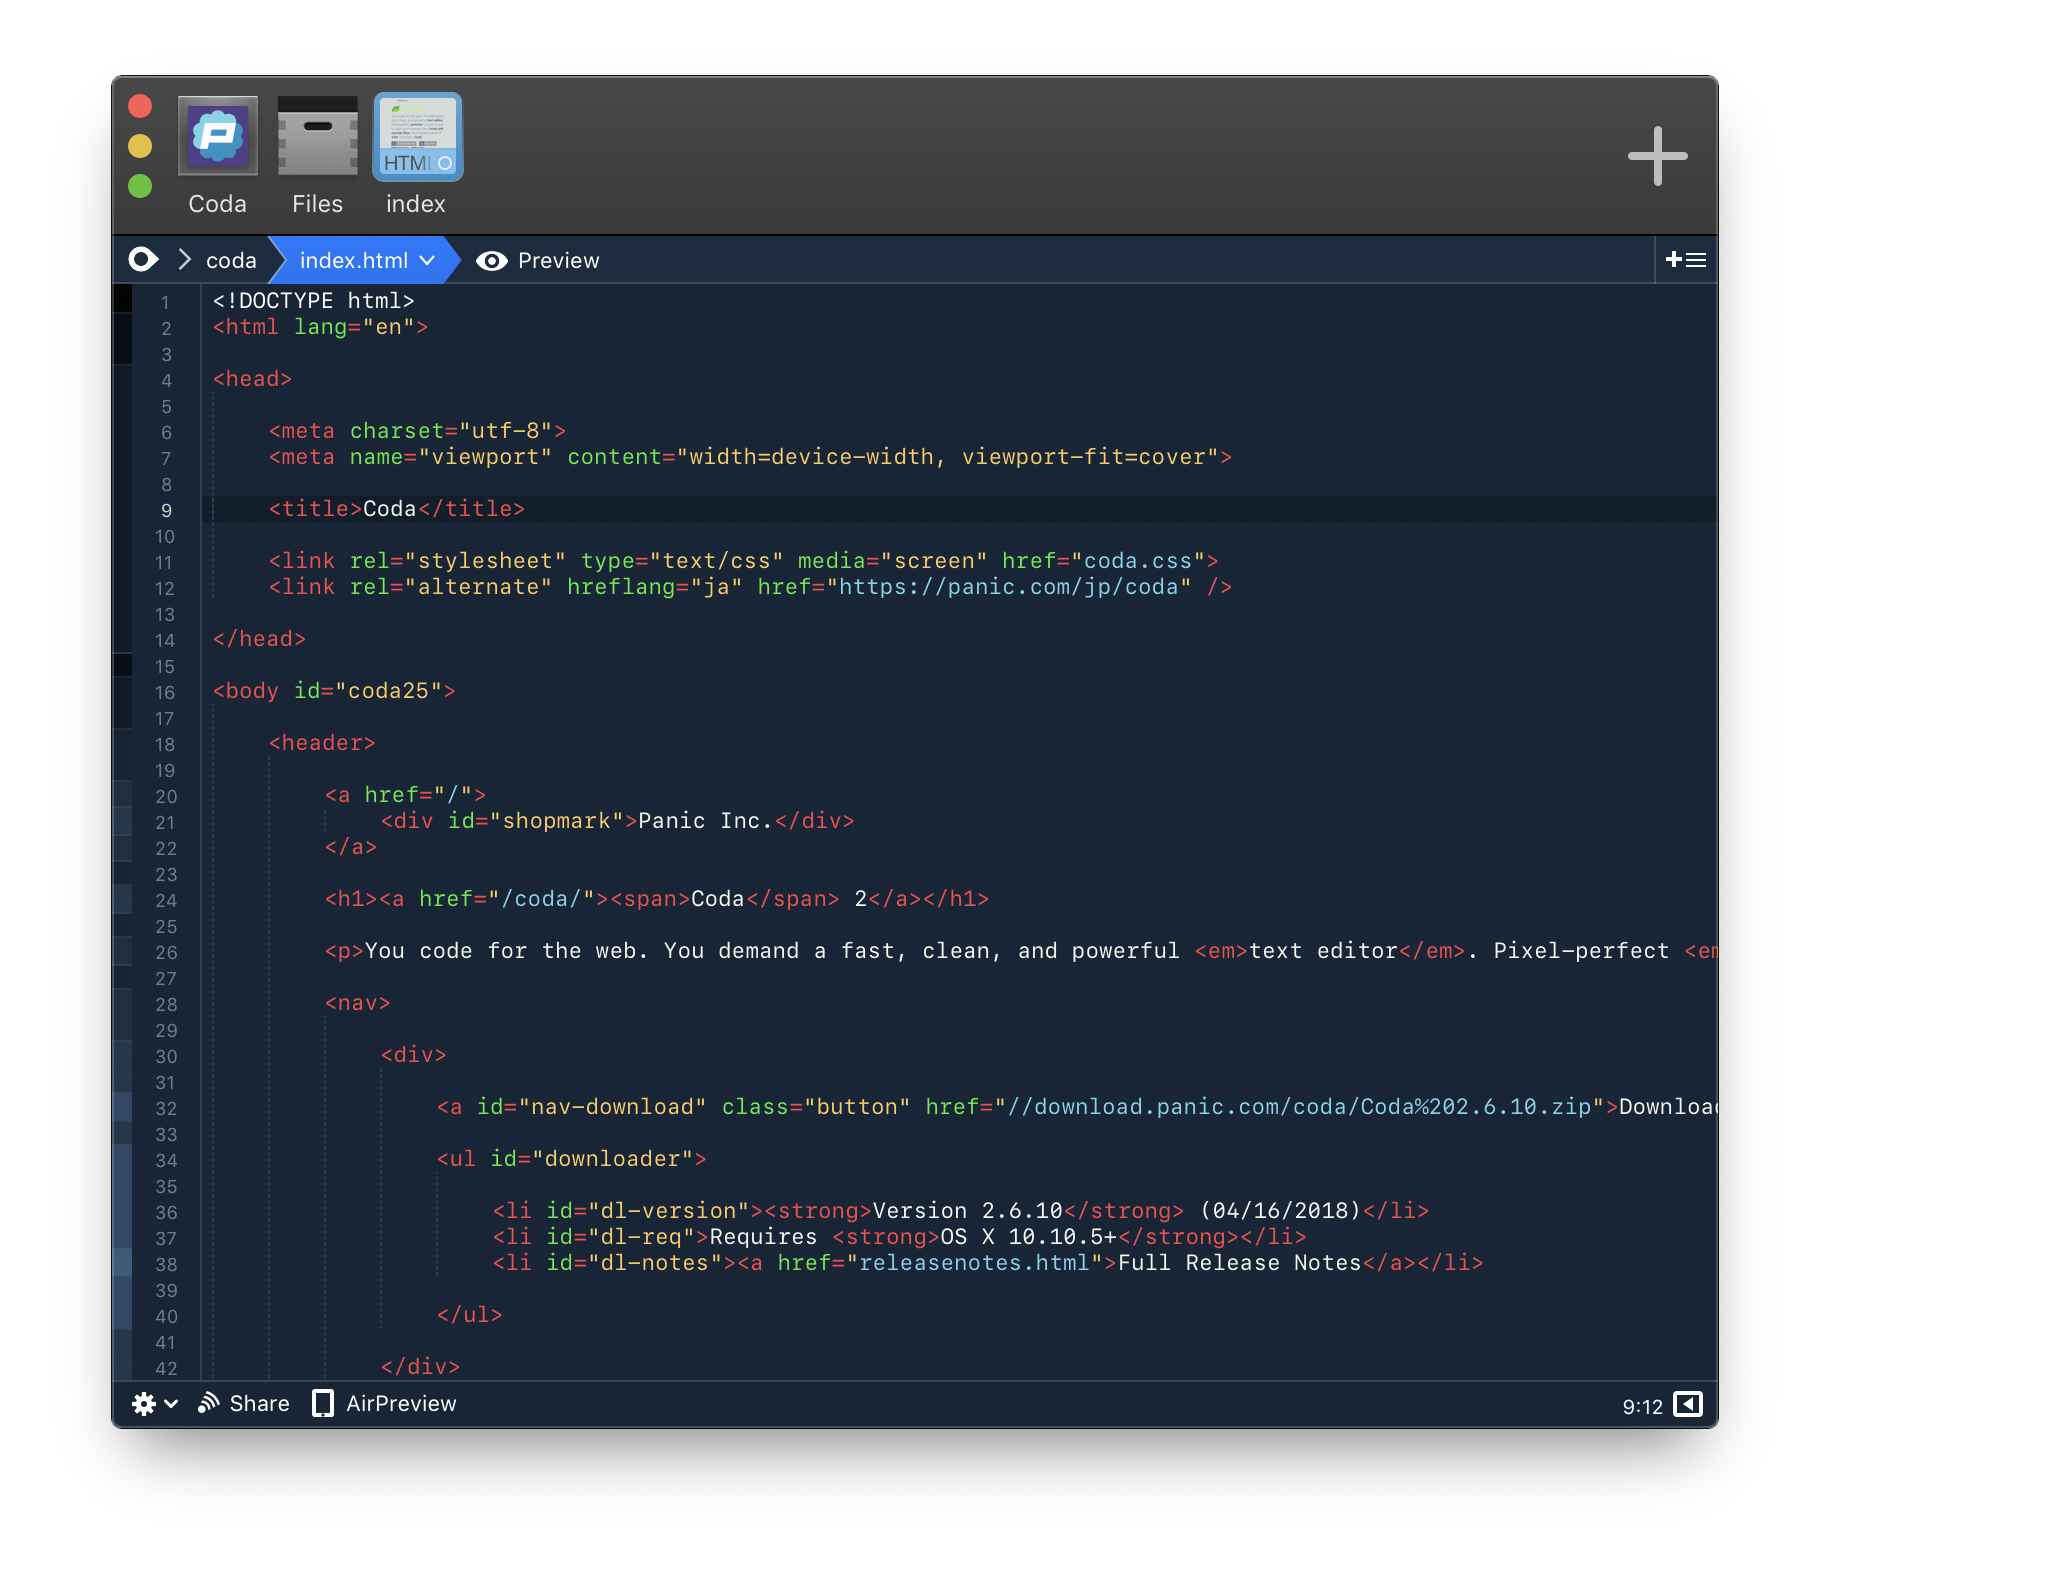 Coda Files index
coda index.html Preview
1 <!DOCTYPE html>
2 <html lang="en">
3
4 <head>
5
6 <meta charset="utf-8">
7 <meta name="viewport" content="width=device-width, viewport-fit=cover">
8
9 <title>Coda</title>
10
11 <link rel="stylesheet" type="text/css" media="screen" href="coda.css">
12 <link rel="alternate" hreflang="ja" href="https://panic.com/jp/coda" />
13
14 </head>
15
16 <body id="coda25">
17
18 <header>
19
20 <a href="/">
21 <div id="shopmark">Panic Inc.</div>
22 </a>
23
24 <h1><a href="/coda/"><span>Coda</span> 2</a></h1>
25
26 <p>You code for the web. You demand a fast, clean, and powerful <em>text editor</em>. Pixel-perfect <em
27
28 <nav>
29
30 <div>
31
32 <a id="nav-download" class="button" href="//download.panic.com/coda/Coda%202.6.10.zip">Downloa
33
34 <ul id="downloader">
35
36 <li id="dl-version"><strong>Version 2.6.10</strong> (04/16/2018)</li>
37 <li id="dl-req">Requires <strong>OS X 10.10.5+</strong></li>
38 <li id="dl-notes"><a href="releasenotes.html">Full Release Notes</a></li>
39
40 </ul>
41
42 </div>
Share AirPreview 9:12